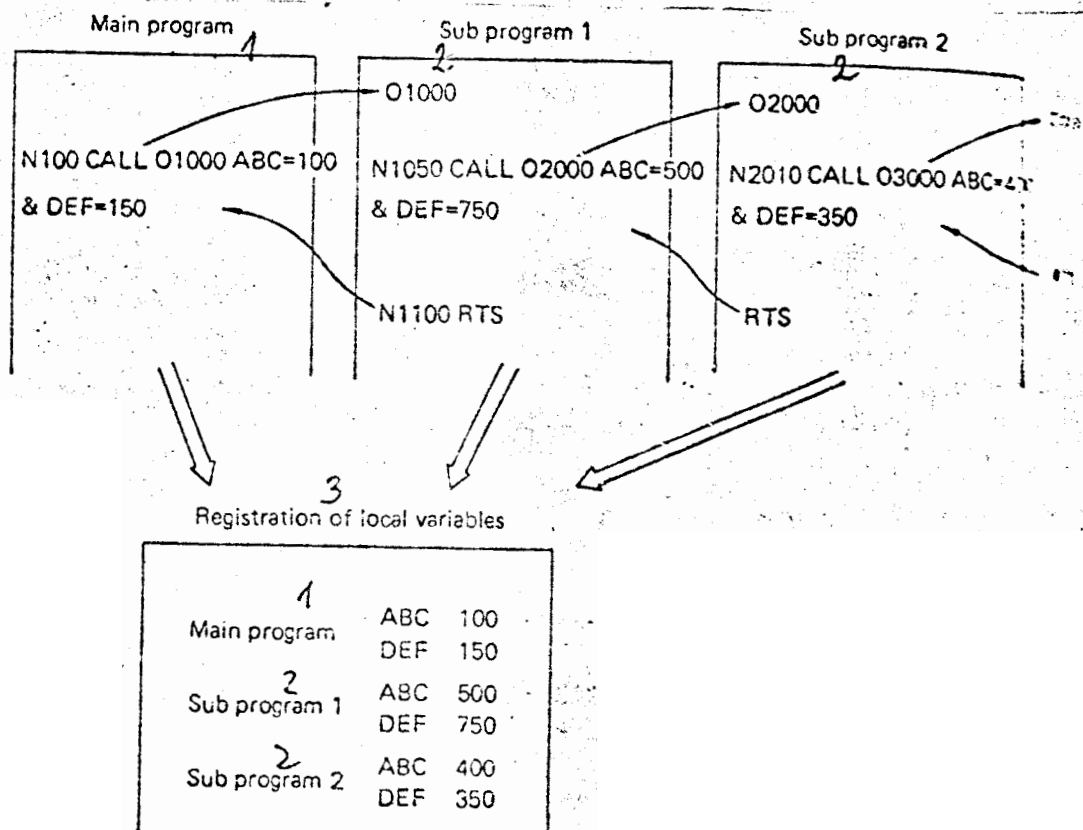 Main program
1
O1000
N100 CALL O1000 ABC=100
& DEF=150
Sub program 1
2
O1000
N1050 CALL O2000 ABC=500
& DEF=750
N1100 RTS
Sub program 2
2
O2000
N2010 CALL O3000
& DEF=350
RTS
3
Registration of local variables
1
Main program
ABC 100
DEF 150
2
Sub program 1
ABC 500
DEF 750
2
Sub program 2
ABC 400
DEF 350